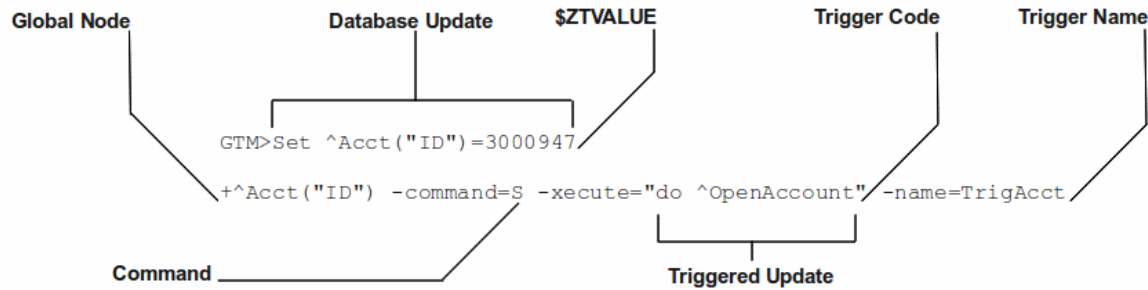 Global Node Database Update $ZTVALUE Trigger Code Trigger Name
GTM>Set ^Acct("ID")=3000947
+^Acct("ID") -command=S -xecute="do ^OpenAccount" -name=TrigAcct
Command Triggered Update